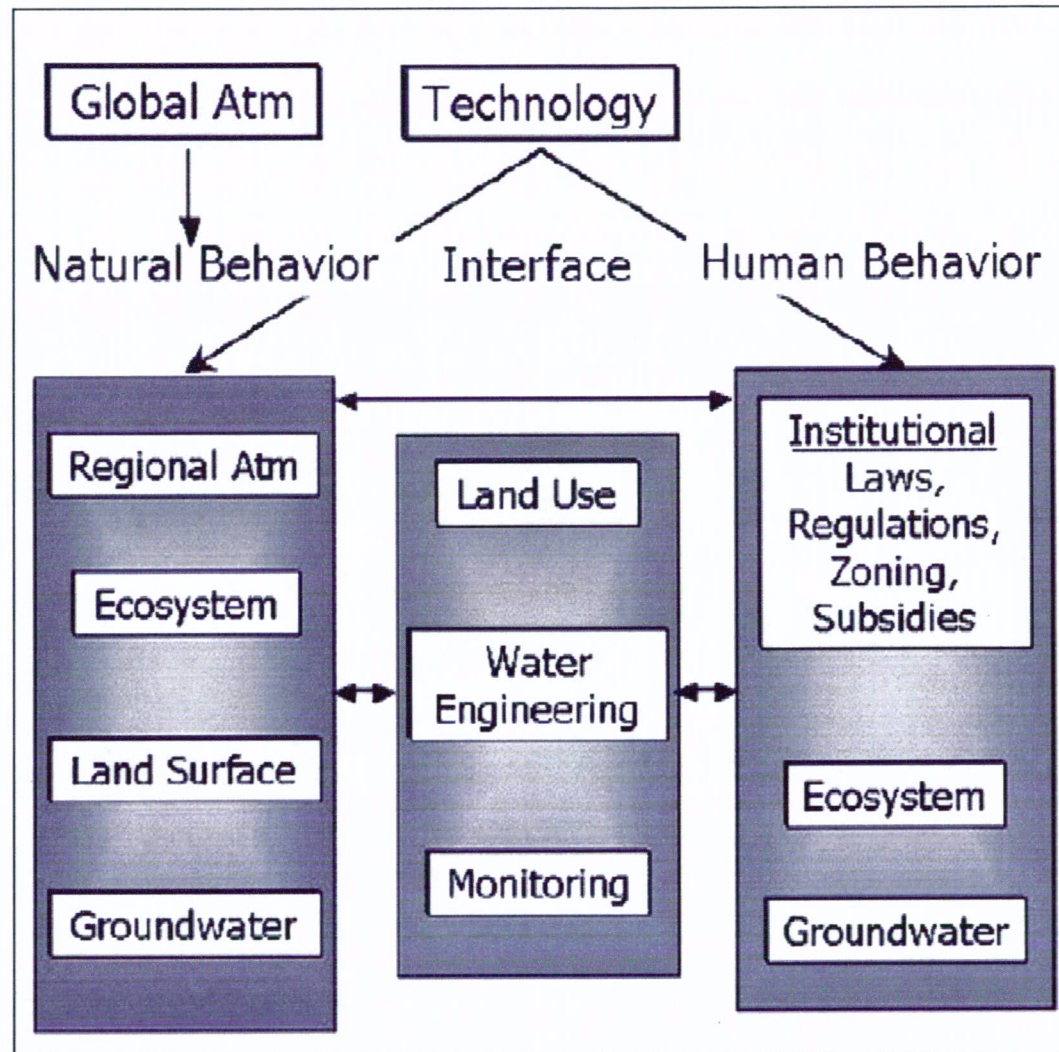 Global Atm
Technology
Natural Behavior
Interface
Human Behavior
Regional Atm
Ecosystem
Land Surface
Groundwater
Land Use
Water
Engineering
Monitoring
Institutional
Laws,
Regulations,
Zoning,
Subsidies
Ecosystem
Groundwater